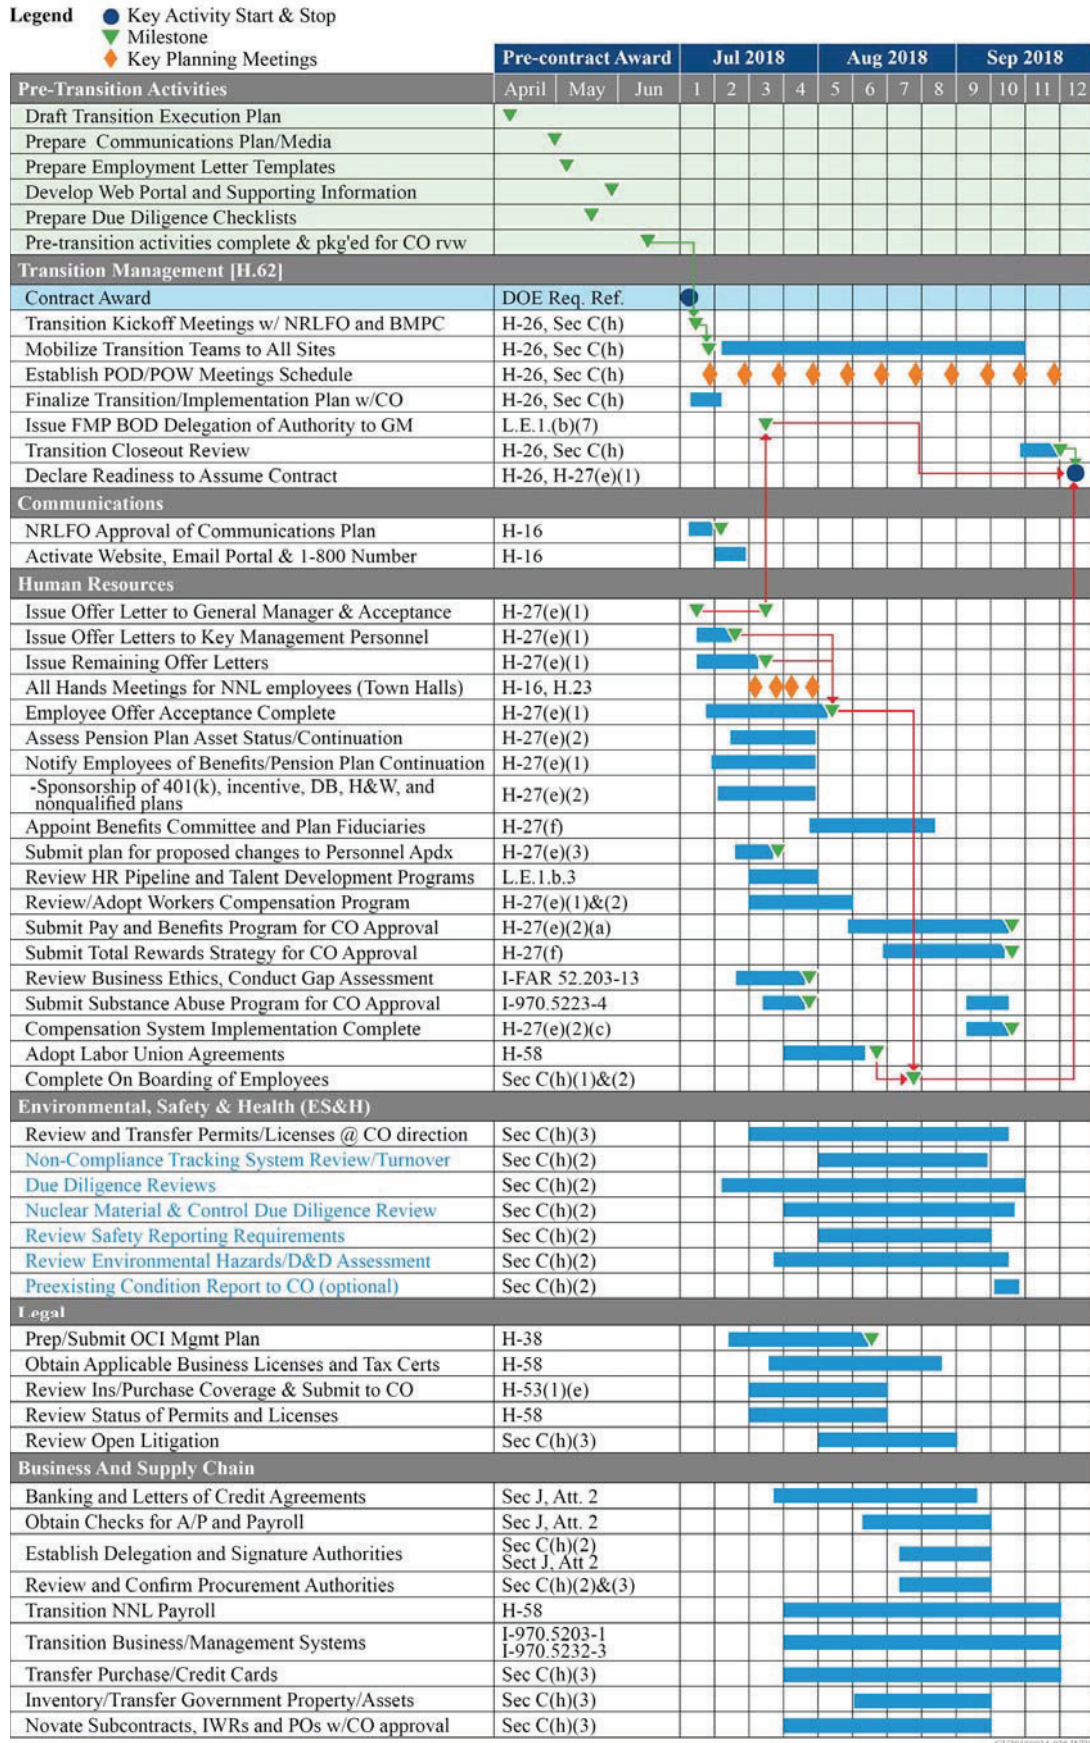 Legend
Key Activity Start & Stop
Milestone
Key Planning Meetings
Pre-contract Award Jul 2018 Aug 2018 Sep 2018
Pre-Transition Activities April May Jun 1 2 3 4 5 6 7 8 9 10 11 12
Draft Transition Execution Plan
Prepare Communications Plan/Media
Prepare Employment Letter Templates
Develop Web Portal and Supporting Information
Prepare Due Diligence Checklists
Pre-transition activities complete & pkg'ed for CO rvw
Transition Management [H.62]
Contract Award DOE Req. Ref.
Transition Kickoff Meetings w/ NRLFO and BMPC H-26, Sec C(h)
Mobilize Transition Teams to All Sites H-26, Sec C(h)
Establish POD/POW Meetings Schedule H-26, Sec C(h)
Finalize Transition/Implementation Plan w/CO H-26, Sec C(h)
Issue FMP BOD Delegation of Authority to GM L.E.1.(b)(7)
Transition Closeout Review H-26, Sec C(h)
Declare Readiness to Assume Contract H-26, H-27(e)(1)
Communications
NRLFO Approval of Communications Plan H-16
Activate Website, Email Portal & 1-800 Number H-16
Human Resources
Issue Offer Letter to General Manager & Acceptance H-27(e)(1)
Issue Offer Letters to Key Management Personnel H-27(e)(1)
Issue Remaining Offer Letters H-27(e)(1)
All Hands Meetings for NNL employees (Town Halls) H-16, H.23
Employee Offer Acceptance Complete H-27(e)(1)
Assess Pension Plan Asset Status/Continuation H-27(e)(2)
Notify Employees of Benefits/Pension Plan Continuation H-27(e)(1)
-Sponsorship of 401(k), incentive, DB, H&W, and
nonqualified plans H-27(e)(2)
Appoint Benefits Committee and Plan Fiduciaries H-27(f)
Submit plan for proposed changes to Personnel Apdx H-27(e)(3)
Review HR Pipeline and Talent Development Programs L.E.1.b.3
Review/Adopt Workers Compensation Program H-27(e)(1)&(2)
Submit Pay and Benefits Program for CO Approval H-27(e)(2)(a)
Submit Total Rewards Strategy for CO Approval H-27(f)
Review Business Ethics, Conduct Gap Assessment I-FAR 52.203-13
Submit Substance Abuse Program for CO Approval I-970.5223-4
Compensation System Implementation Complete H-27(e)(2)(c)
Adopt Labor Union Agreements H-58
Complete On Boarding of Employees Sec C(h)(1)&(2)
Environmental, Safety & Health (ES&H)
Review and Transfer Permits/Licenses @ CO direction Sec C(h)(3)
Non-Compliance Tracking System Review/Turnover Sec C(h)(2)
Due Diligence Reviews Sec C(h)(2)
Nuclear Material & Control Due Diligence Review Sec C(h)(2)
Review Safety Reporting Requirements Sec C(h)(2)
Review Environmental Hazards/D&D Assessment Sec C(h)(2)
Preexisting Condition Report to CO (optional) Sec C(h)(2)
Legal
Prep/Submit OCI Mgmt Plan H-38
Obtain Applicable Business Licenses and Tax Certs H-58
Review Ins/Purchase Coverage & Submit to CO H-53(1)(e)
Review Status of Permits and Licenses H-58
Review Open Litigation Sec C(h)(3)
Business And Supply Chain
Banking and Letters of Credit Agreements Sec J, Att. 2
Obtain Checks for A/P and Payroll Sec J, Att. 2
Establish Delegation and Signature Authorities Sec C(h)(2)
Sect J, Att 2
Review and Confirm Procurement Authorities Sec C(h)(2)&(3)
Transition NNL Payroll H-58
Transition Business/Management Systems I-970.5203-1
I-970.5232-3
Transfer Purchase/Credit Cards Sec C(h)(3)
Inventory/Transfer Government Property/Assets Sec C(h)(3)
Novate Subcontracts, IWRs and POs w/CO approval Sec C(h)(3)